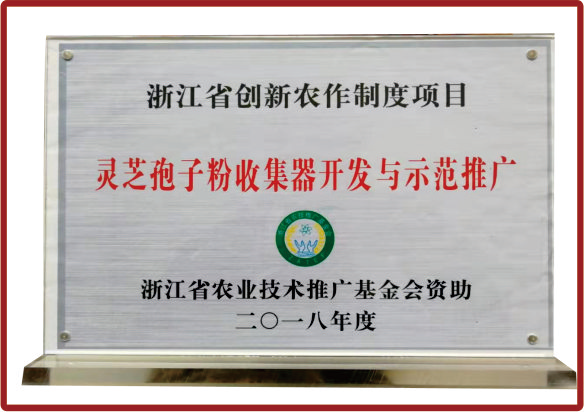 浙江省创新农作制度项目
灵芝孢子粉收集器开发与示范推广
浙江省农业技术推广基金会资助
二〇一八年度